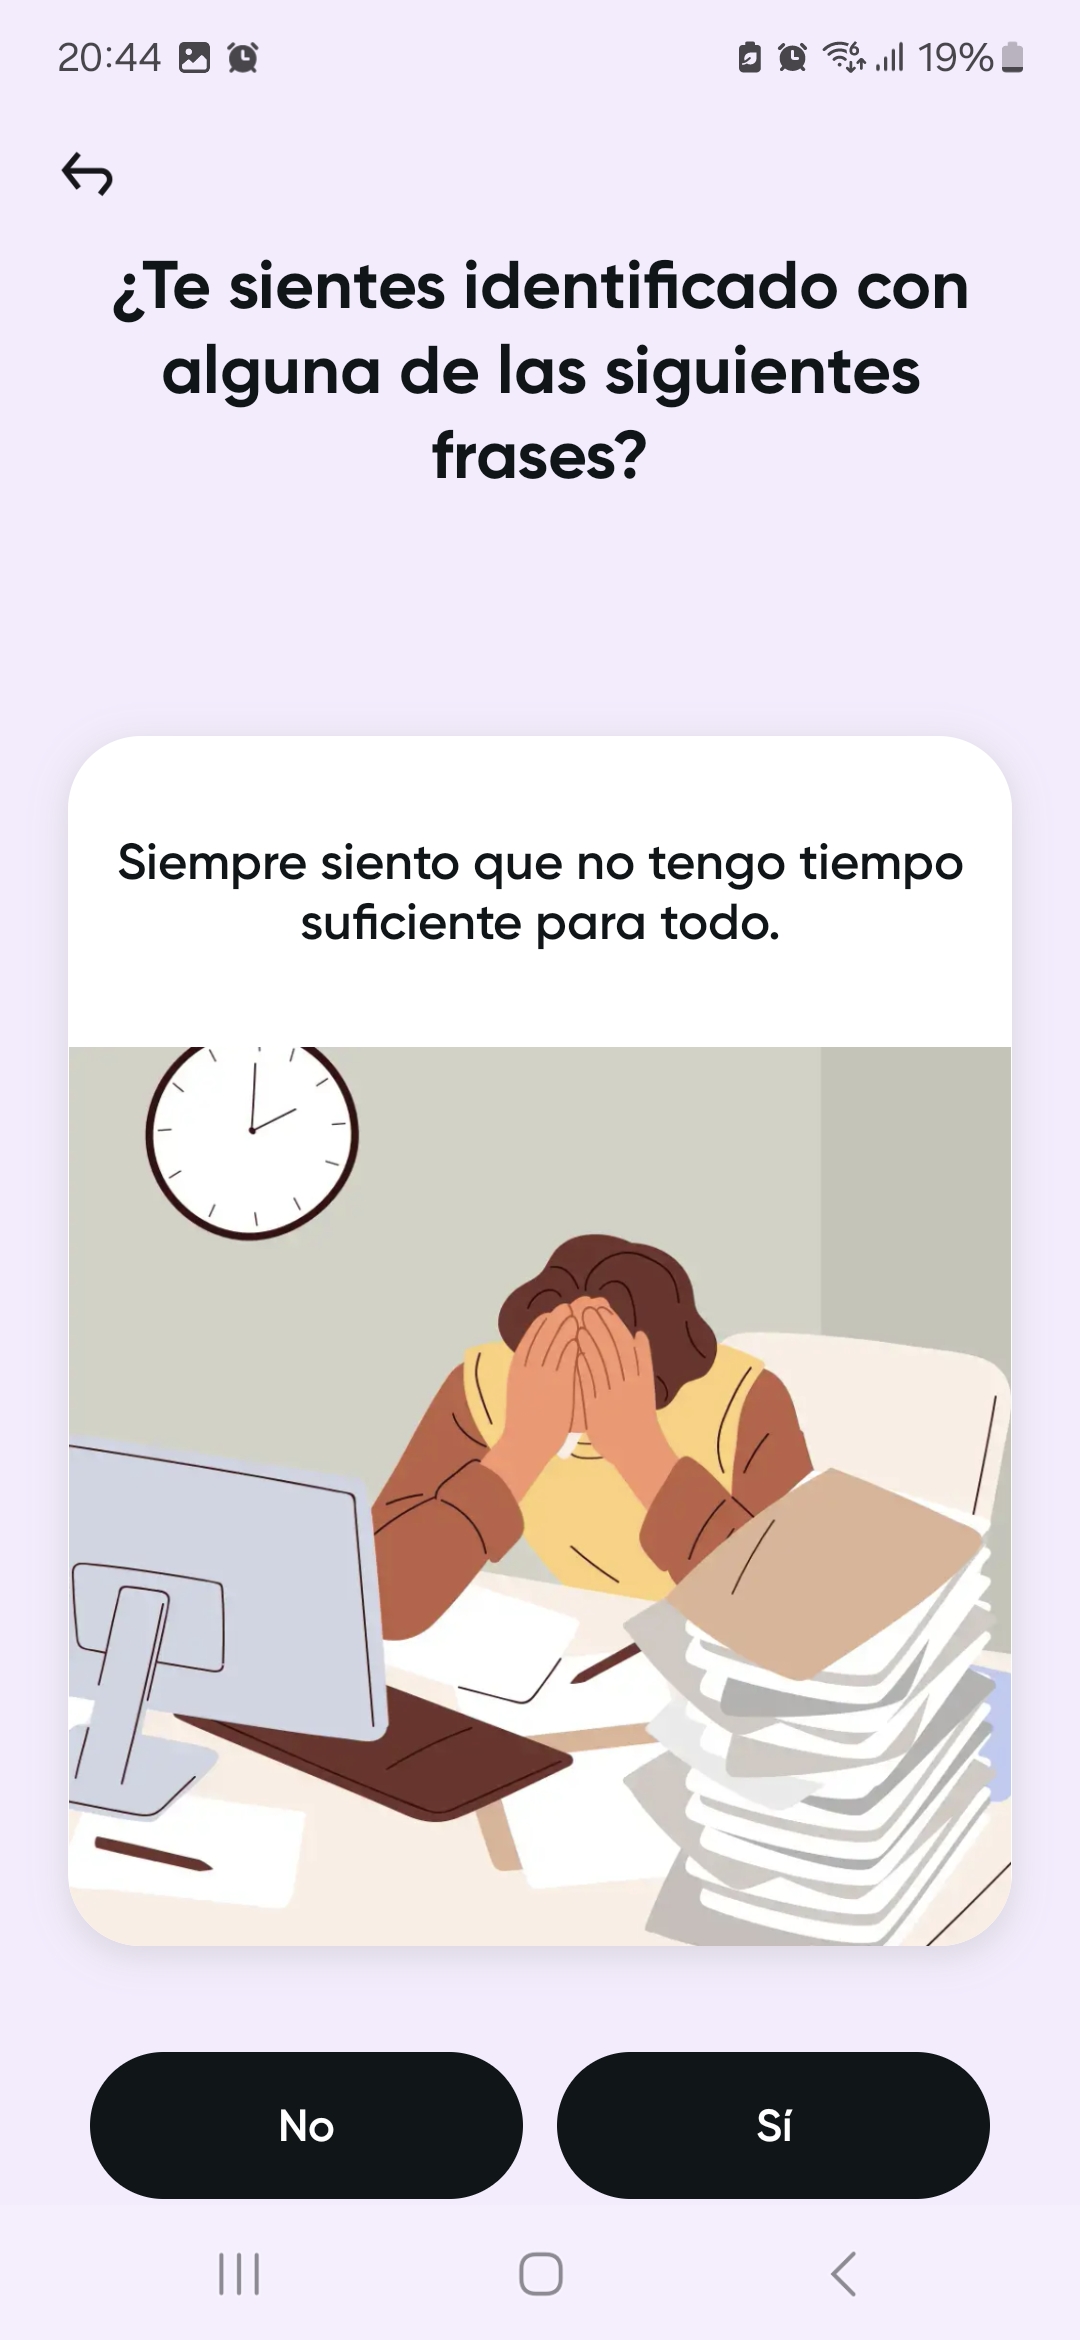 20:44
19%
¿Te sientes identificado con
alguna de las siguientes
frases?
Siempre siento que no tengo tiempo
suficiente para todo.
No
Sí